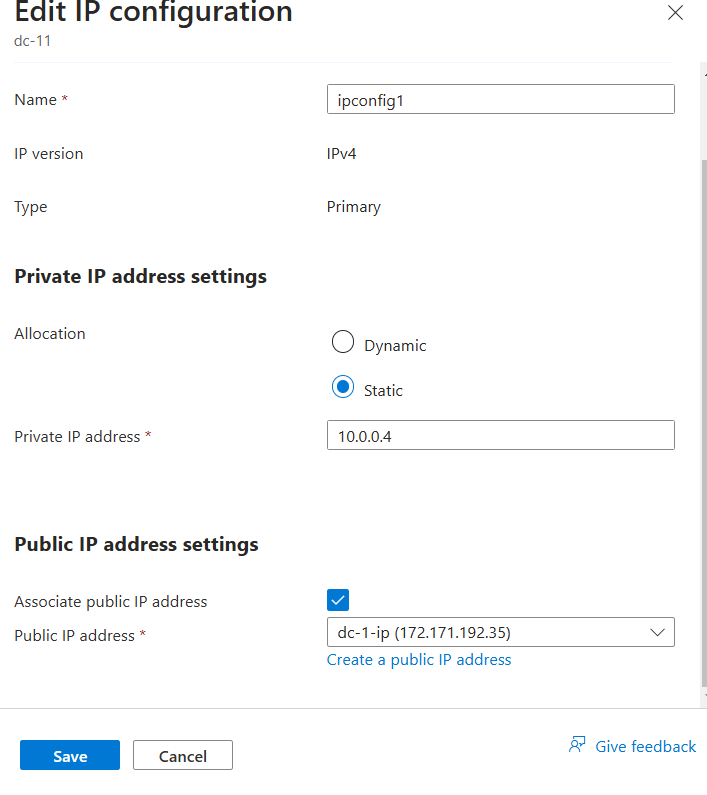 Edit IP configuration
dc-11
Name *
ipconfig1
IP version
IPv4
Type
Primary
Private IP address settings
Allocation
Dynamic
Static
Private IP address *
10.0.0.4
Public IP address settings
Associate public IP address
Public IP address *
dc-1-ip (172.171.192.35)
Create a public IP address
Save
Cancel
Give feedback